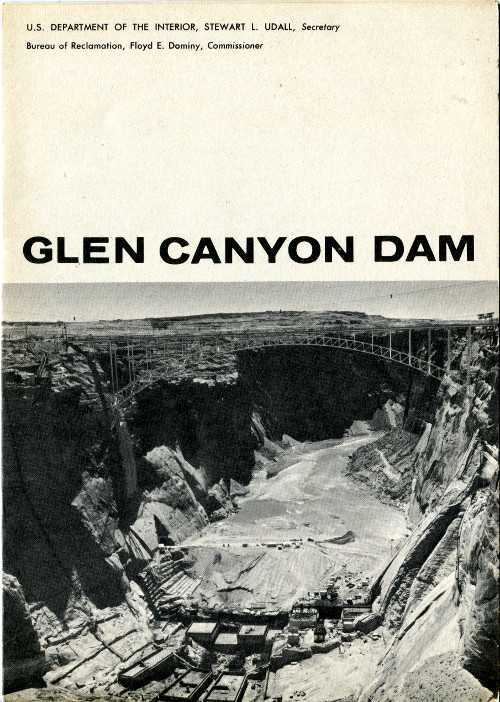 U.S. DEPARTMENT OF THE INTERIOR, STEWART L. UDALL, Secretary
Bureau of Reclamation, Floyd E. Dominy, Commissioner
GLEN CANYON DAM